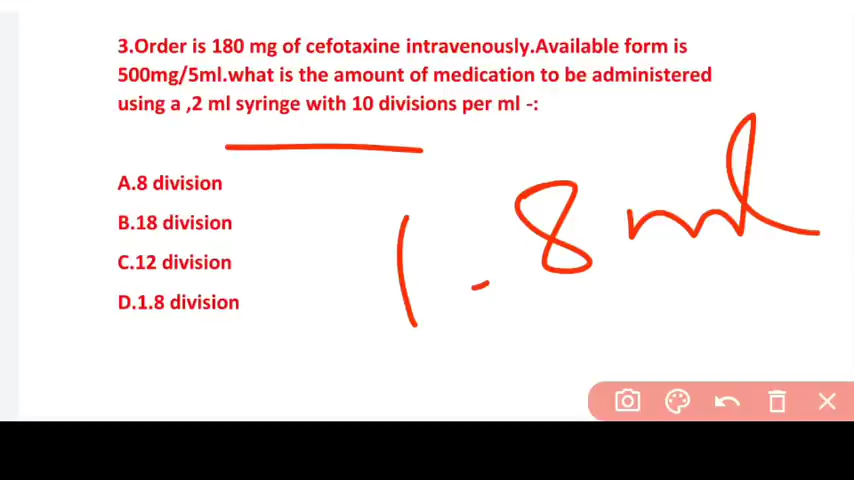 3.Order is 180 mg of cefotaxine intravenously.Available form is
500mg/5ml.what is the amount of medication to be administered
using a ,2 ml syringe with 10 divisions per ml -:
A.8 division
B.18 division
C.12 division
D.1.8 division
1.8 ml